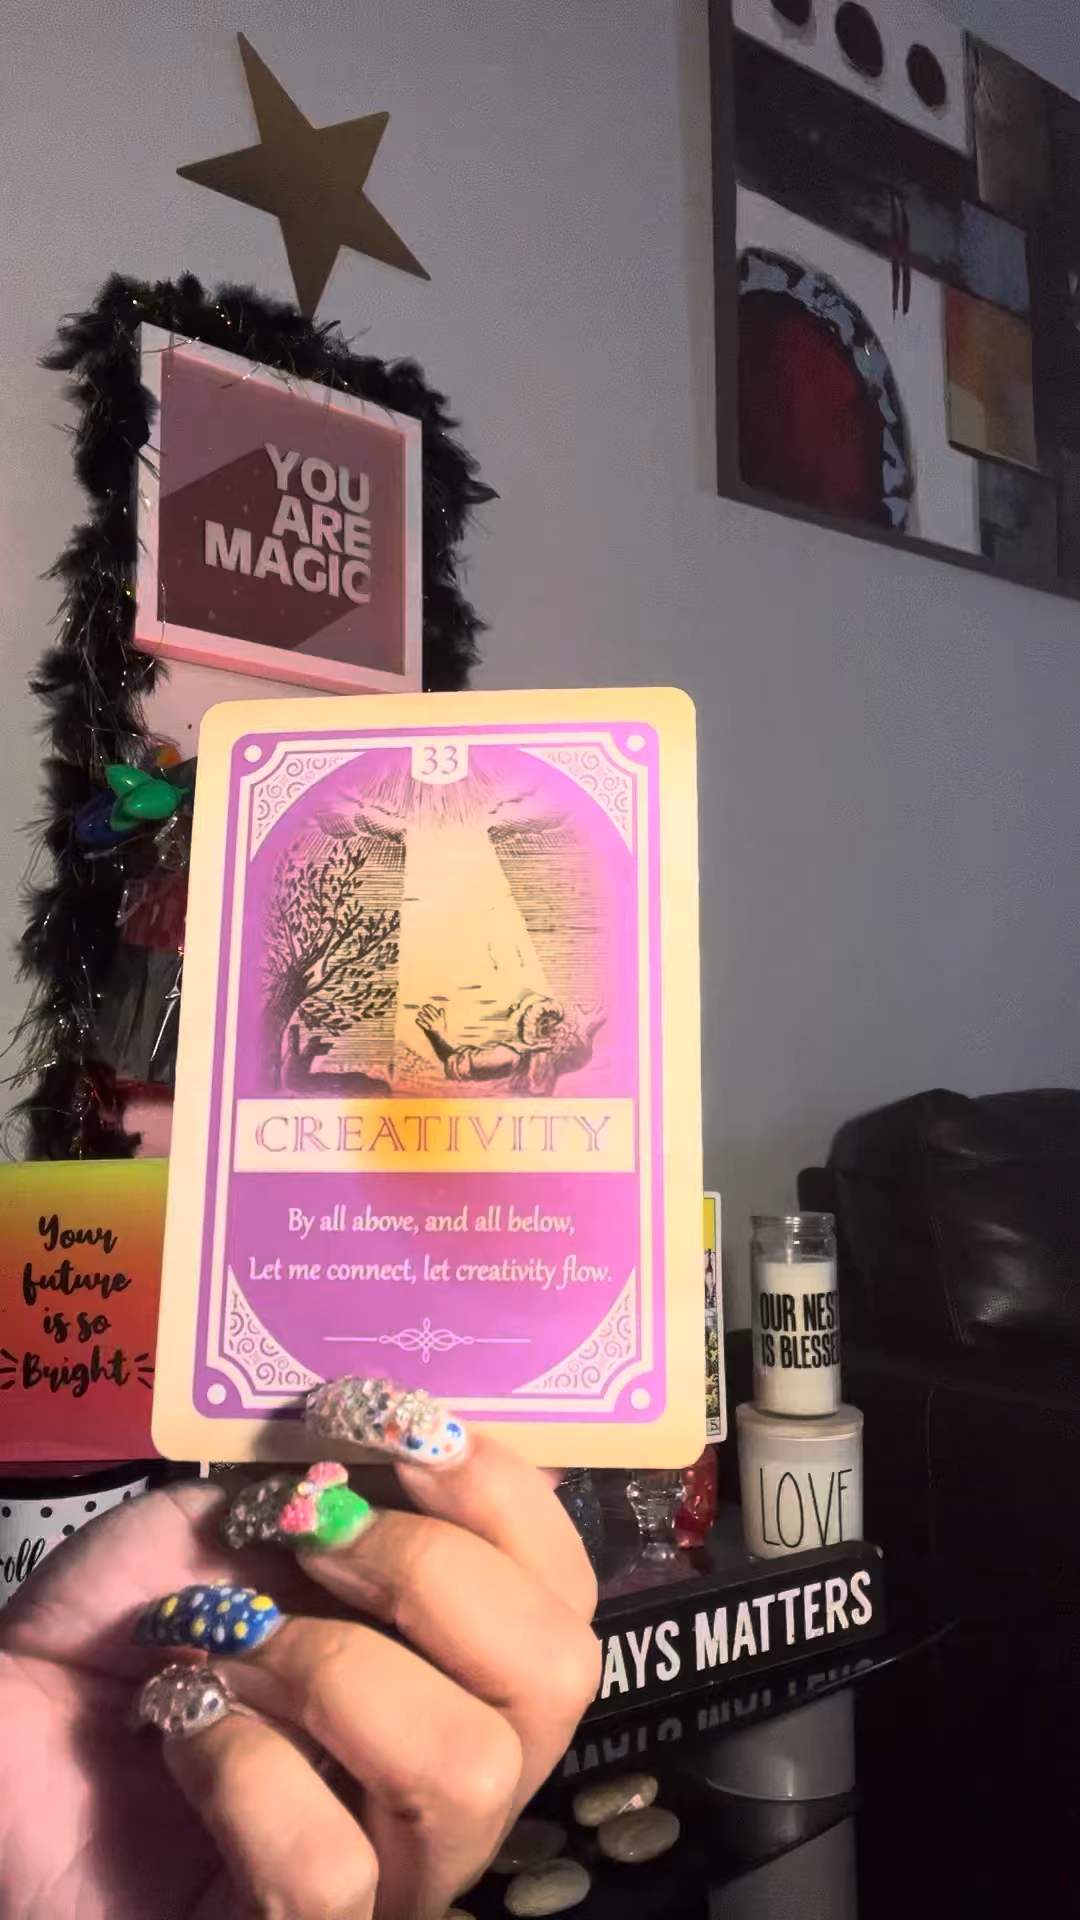 YOU
ARE
MAGIC
33
CREATIVITY
By all above, and all below,
Let me connect, let creativity flow.
Your
future
is so
Bright
OUR NEST
IS BLESSED
LOVE
AYS MATTERS